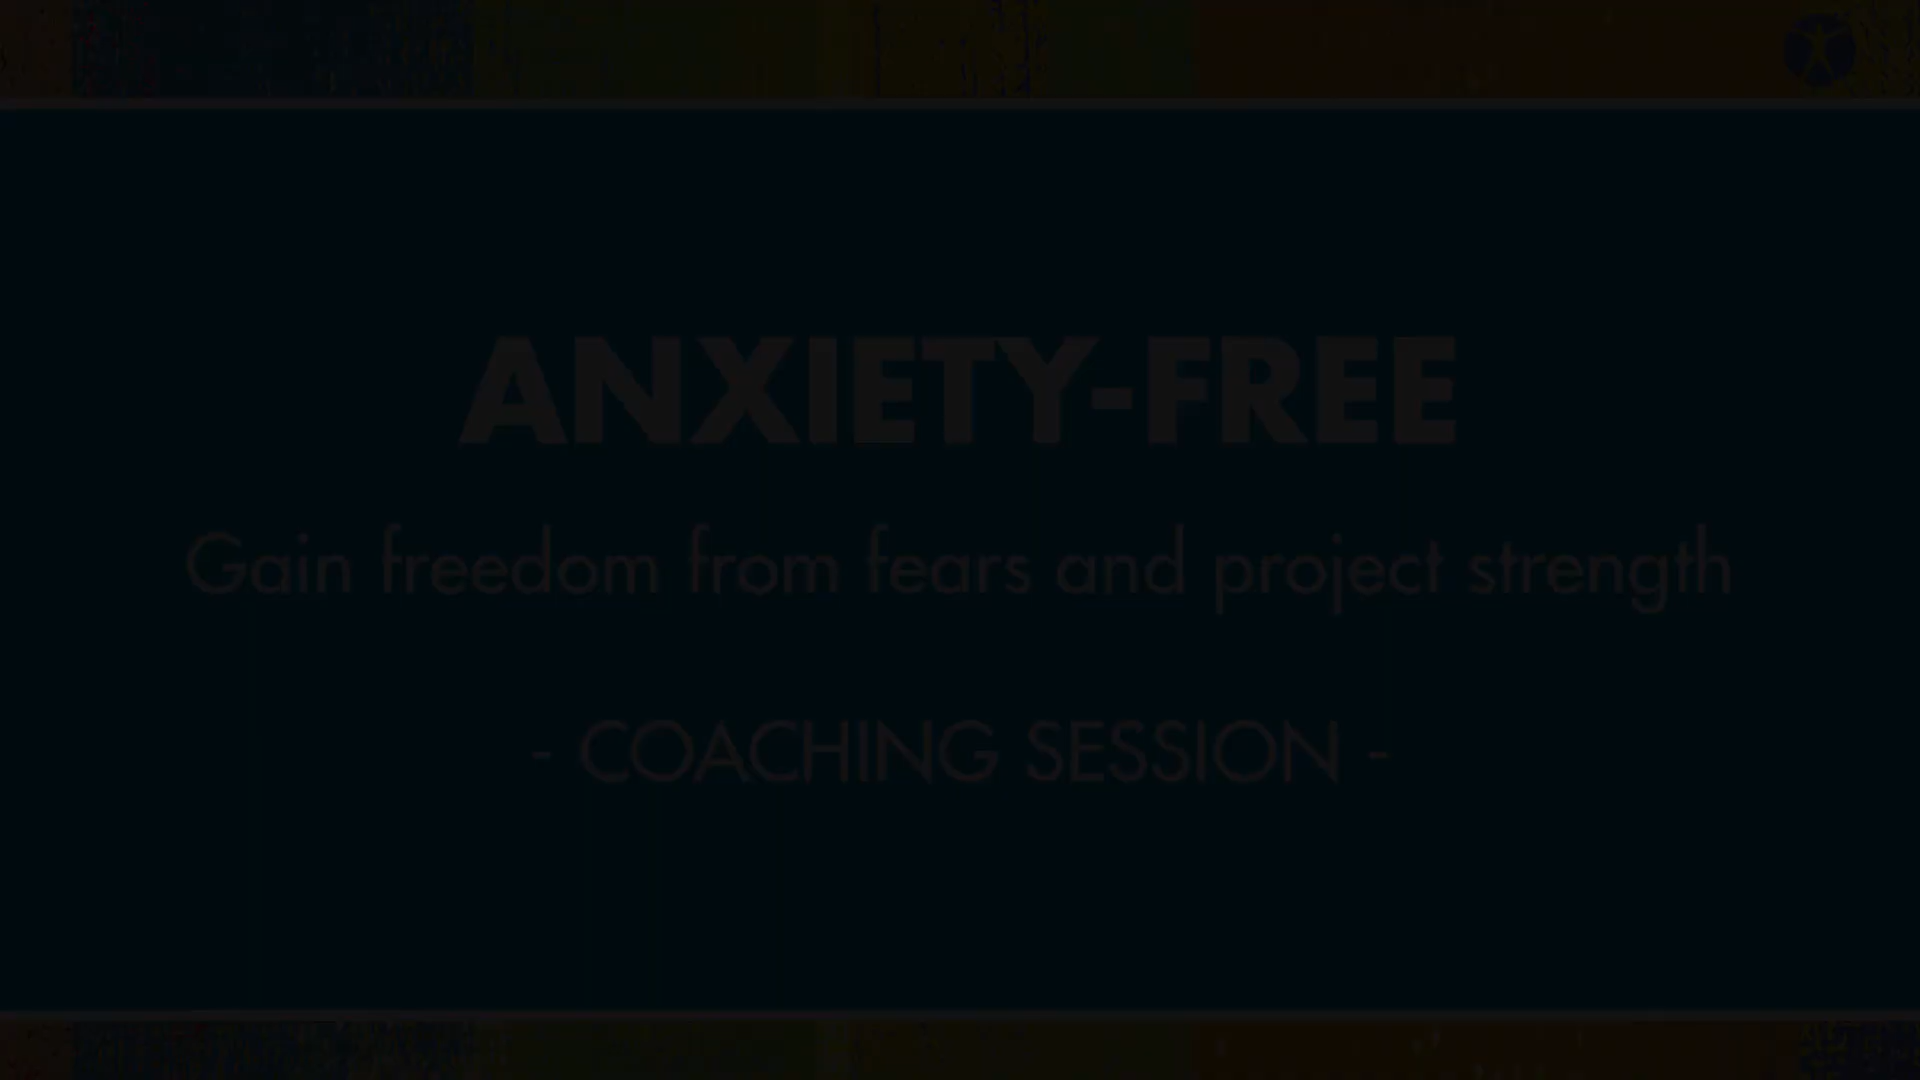 ANXIETY-FREE
Gain freedom from fears and project strength
- COACHING SESSION -